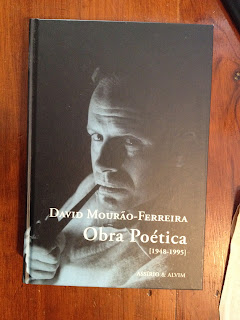 DAVID MOURÃO-FERREIRA
Obra Poética
[1948-1995]
ASSÍRIO & ALVIM